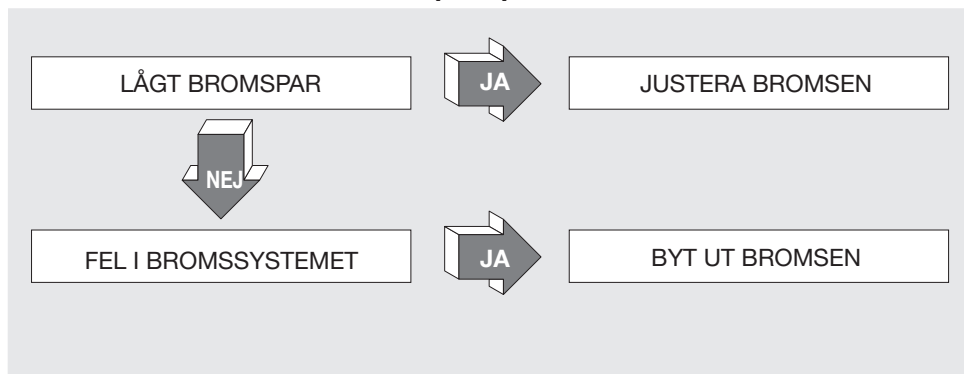 LÅGT BROMSPAR
JA
JUSTERA BROMSEN
NEJ
FEL I BROMSSYSTEMET
JA
BYT UT BROMSEN